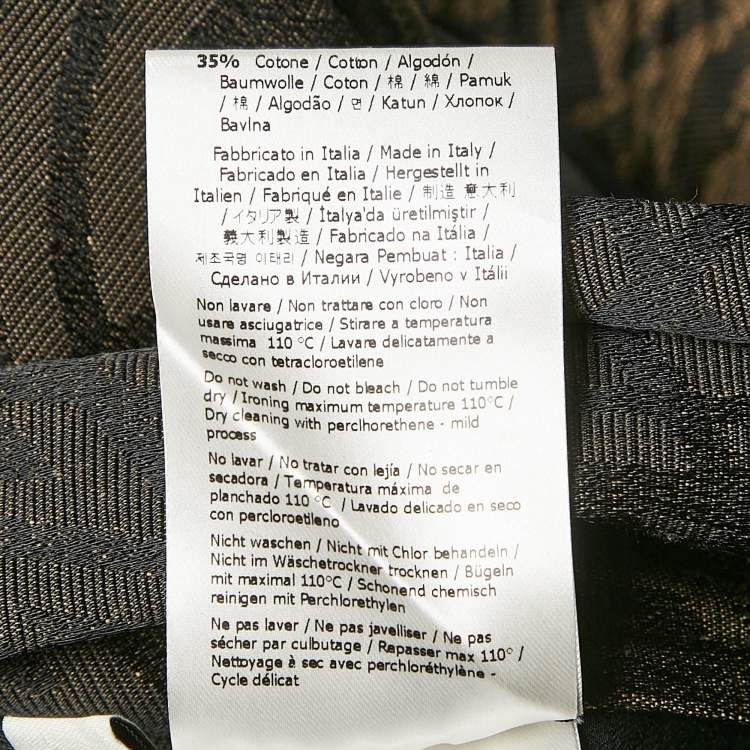 35% Cotone / Cotton / Algodón /
Baumwolle / Coton / 棉 / 綿 / Pamuk
/ 棉 / Algodão / 면 / Katun / Хлопок /
Bavlna
Fabbricato in Italia / Made in Italy /
Fabricado en Italia / Hergestellt in
Italien / Fabriqué en Italie / 制造 意大利
/ イタリア製 / İtalya'da üretilmiştir /
義大利製造 / Fabricado na Itália /
제조국명 이태리 / Negara Pembuat : Italia /
Сделано в Италии / Vyrobeno v Itálii
Non lavare / Non trattare con cloro / Non
usare asciugatrice / Stirare a temperatura
massima 110 °C / Lavare delicatamente a
secco con tetracloroetilene
Do not wash / Do not bleach / Do not tumble
dry / Ironing maximum temperature 110°C /
Dry cleaning with perclhorethene - mild
process
No lavar / No tratar con lejía / No secar en
secadora / Temperatura máxima de
planchado 110 °C / Lavado delicado en seco
con percloroetileno
Nicht waschen / Nicht mit Chlor behandeln /
Nicht im Wäschetrockner trocknen / Bügeln
mit maximal 110°C / Schonend chemisch
reinigen mit Perchlorethylen
Ne pas laver / Ne pas javelliser / Ne pas
sécher par culbutage / Repasser max 110° /
Nettoyage à sec avec perchloréthylène -
Cycle délicat